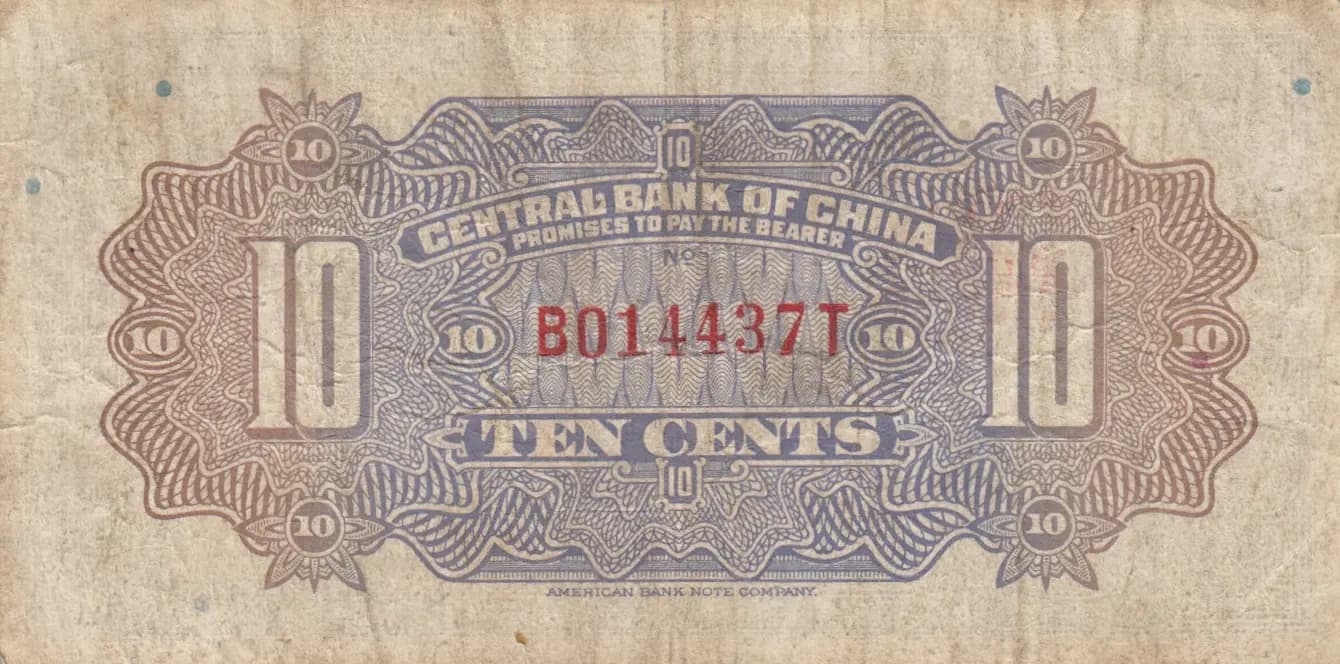 10 10
10
CENTRAL BANK OF CHINA
PROMISES TO PAY THE BEARER
No
10 10
10 10 B014437T 10 10
TEN CENTS
10
10 10
AMERICAN BANK NOTE COMPANY.